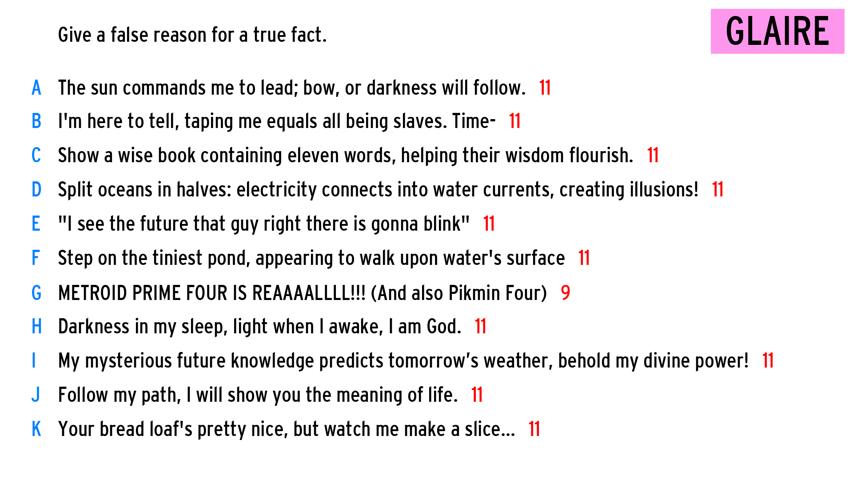 Give a false reason for a true fact.
GLAIRE
A The sun commands me to lead; bow, or darkness will follow. 11
B I'm here to tell, taping me equals all being slaves. Time- 11
C Show a wise book containing eleven words, helping their wisdom flourish. 11
D Split oceans in halves: electricity connects into water currents, creating illusions! 11
E "I see the future that guy right there is gonna blink" 11
F Step on the tiniest pond, appearing to walk upon water's surface 11
G METROID PRIME FOUR IS REAAAALLLL!!! (And also Pikmin Four) 9
H Darkness in my sleep, light when I awake, I am God. 11
I My mysterious future knowledge predicts tomorrow’s weather, behold my divine power! 11
J Follow my path, I will show you the meaning of life. 11
K Your bread loaf's pretty nice, but watch me make a slice... 11